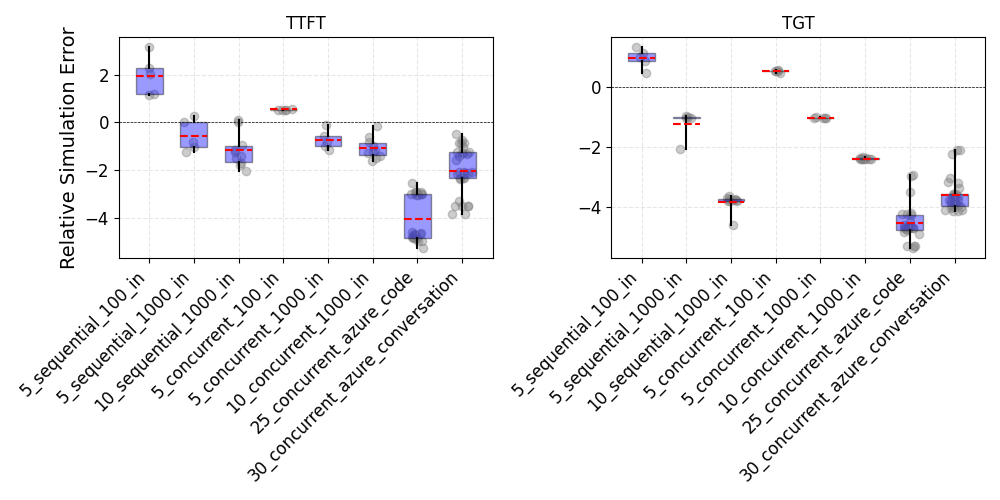 TTFT
TGT
Relative Simulation Error
2
0
−2
−4
0
−2
−4
5_sequential_100_in
5_sequential_1000_in
10_sequential_1000_in
5_concurrent_100_in
5_concurrent_1000_in
10_concurrent_1000_in
25_concurrent_azure_code
30_concurrent_azure_conversation
5_sequential_100_in
5_sequential_1000_in
10_sequential_1000_in
5_concurrent_100_in
5_concurrent_1000_in
10_concurrent_1000_in
25_concurrent_azure_code
30_concurrent_azure_conversation